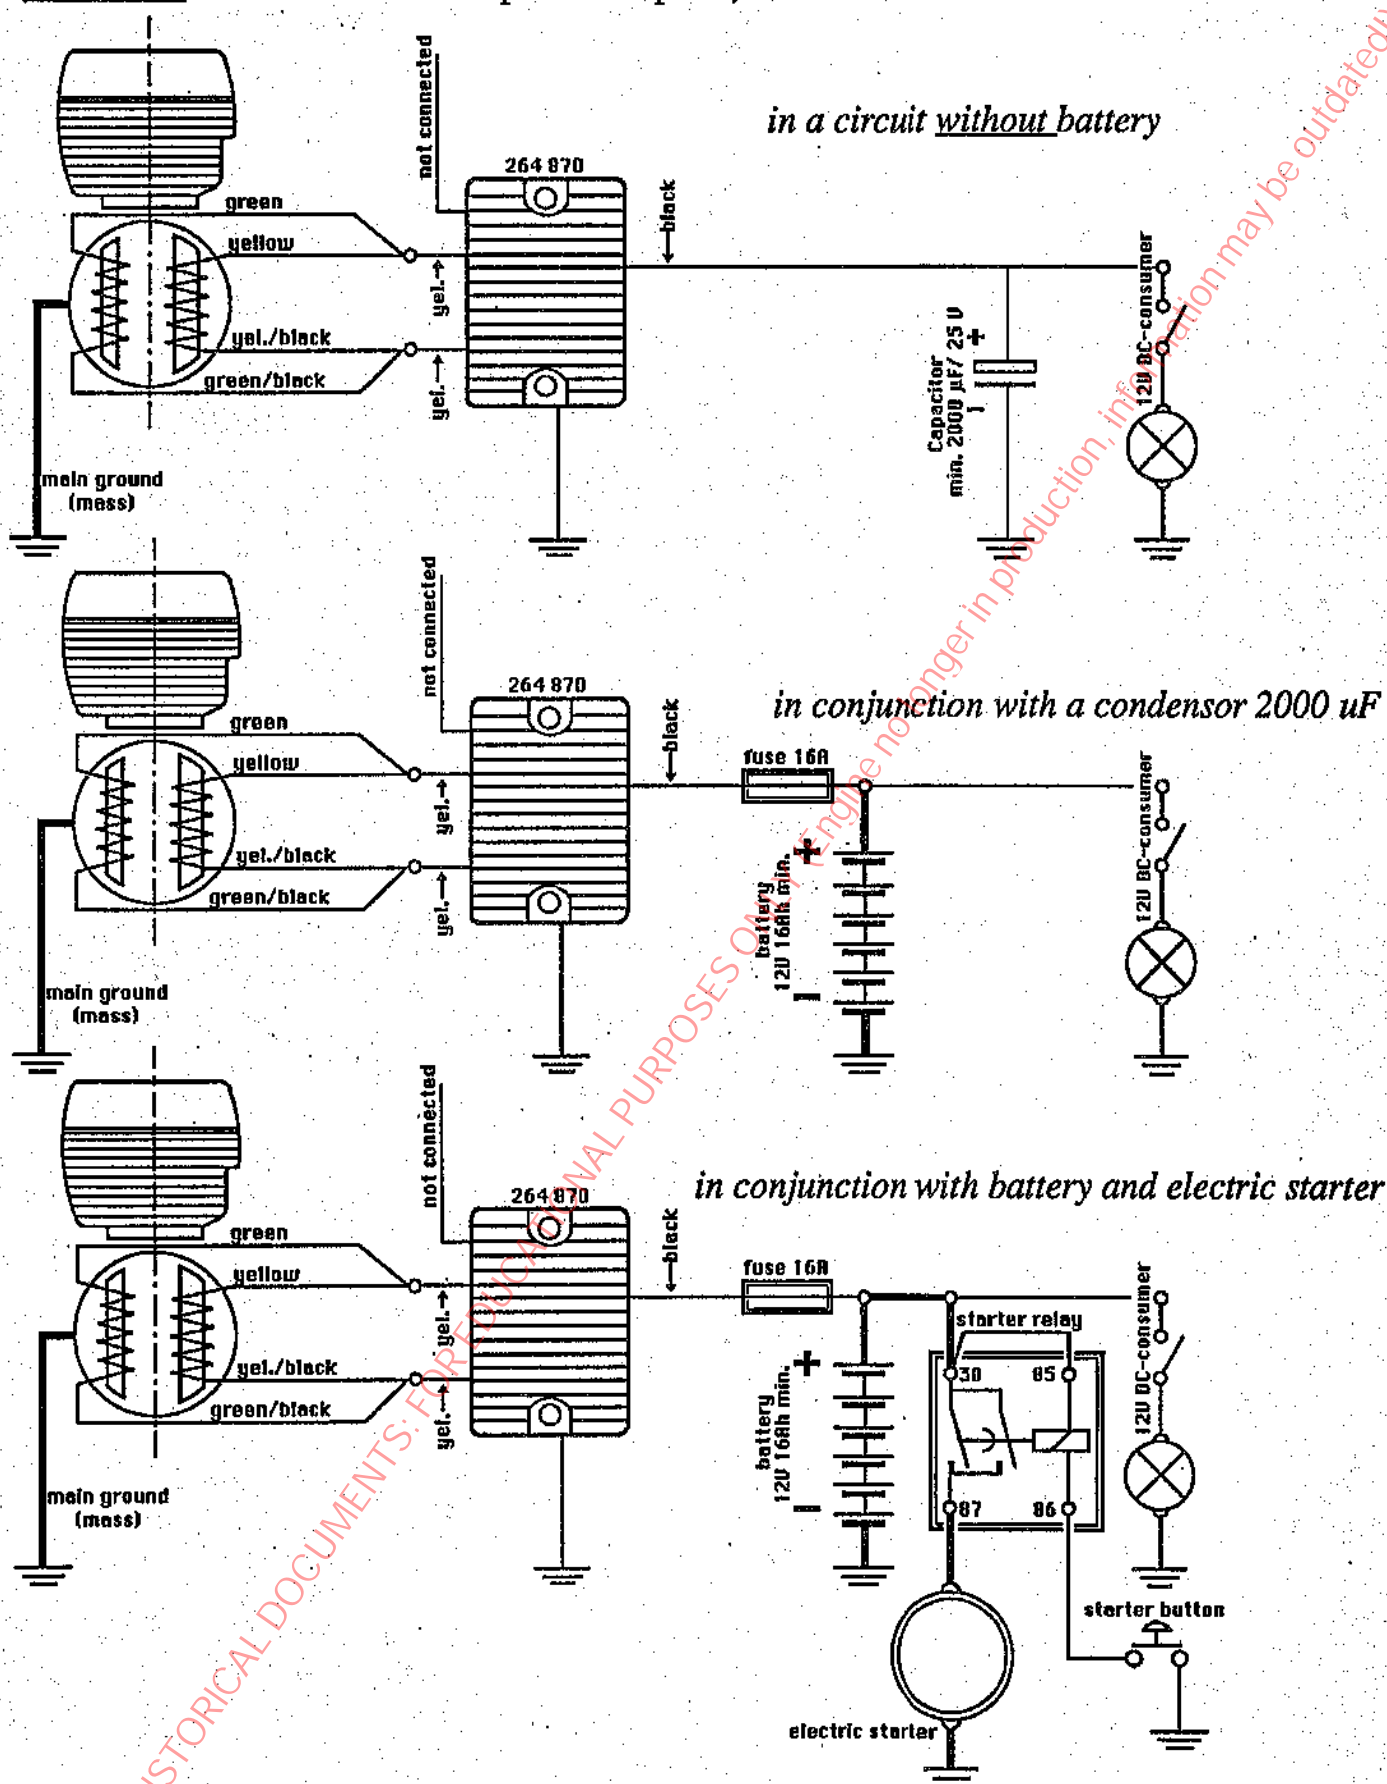 in a circuit without battery
not connected
264 870
black
green
yellow
yel.
yel./black
green/black
yel.
main ground
(mass)
Capacitor
min. 2000 µF/ 25 V
+
-
12V DC-consumer
in conjunction with a condensor 2000 uF
not connected
264 870
black
green
yellow
yel.
yel./black
green/black
yel.
main ground
(mass)
fuse 16A
battery
12V 16Ah min.
+
-
12V DC-consumer
in conjunction with battery and electric starter
not connected
264 870
black
green
yellow
yel.
yel./black
green/black
yel.
main ground
(mass)
fuse 16A
battery
12V 16Ah min.
+
-
starter relay
30
85
87
86
12V DC-consumer
starter button
electric starter
STORICAL DOCUMENTS: FOR EDUCATIONAL PURPOSES ONLY (Engine no longer in production, information may be outdated)